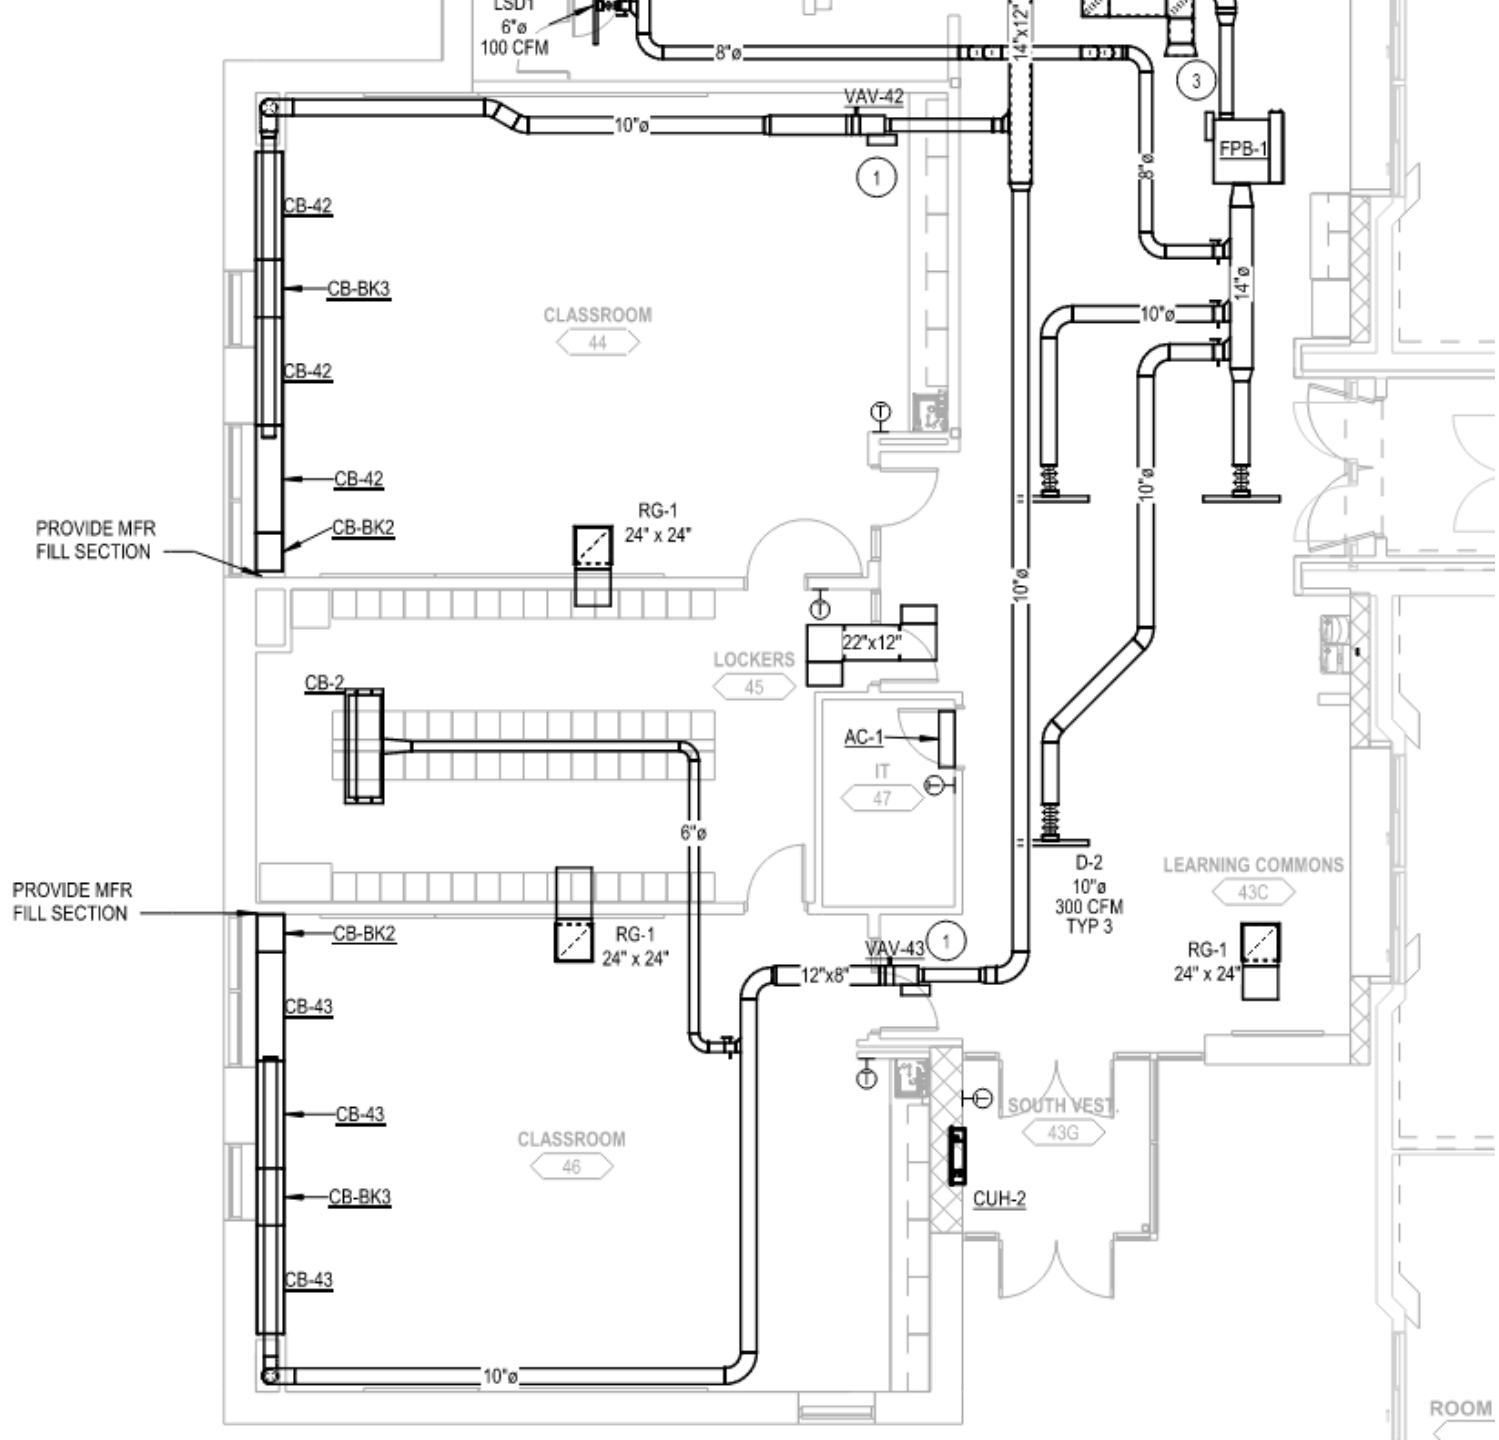 LSD1
6"ø
100 CFM
8"ø
14"x12"
3
VAV-42
10"ø
1
8"ø
FPB-1
CB-42
CB-BK3
14"ø
10"ø
CLASSROOM
44
CB-42
T
CB-42
10"ø
PROVIDE MFR
FILL SECTION
CB-BK2
RG-1
24" x 24"
10"ø
T
22"x12"
LOCKERS
45
CB-2
AC-1
IT
47
T
6"ø
D-2
10"ø
300 CFM
TYP 3
LEARNING COMMONS
43C
PROVIDE MFR
FILL SECTION
CB-BK2
RG-1
24" x 24"
VAV-43
1
RG-1
24" x 24"
12"x8"
CB-43
T
T
SOUTH VEST.
43G
CB-43
CLASSROOM
46
CB-BK3
CUH-2
CB-43
10"ø
ROOM